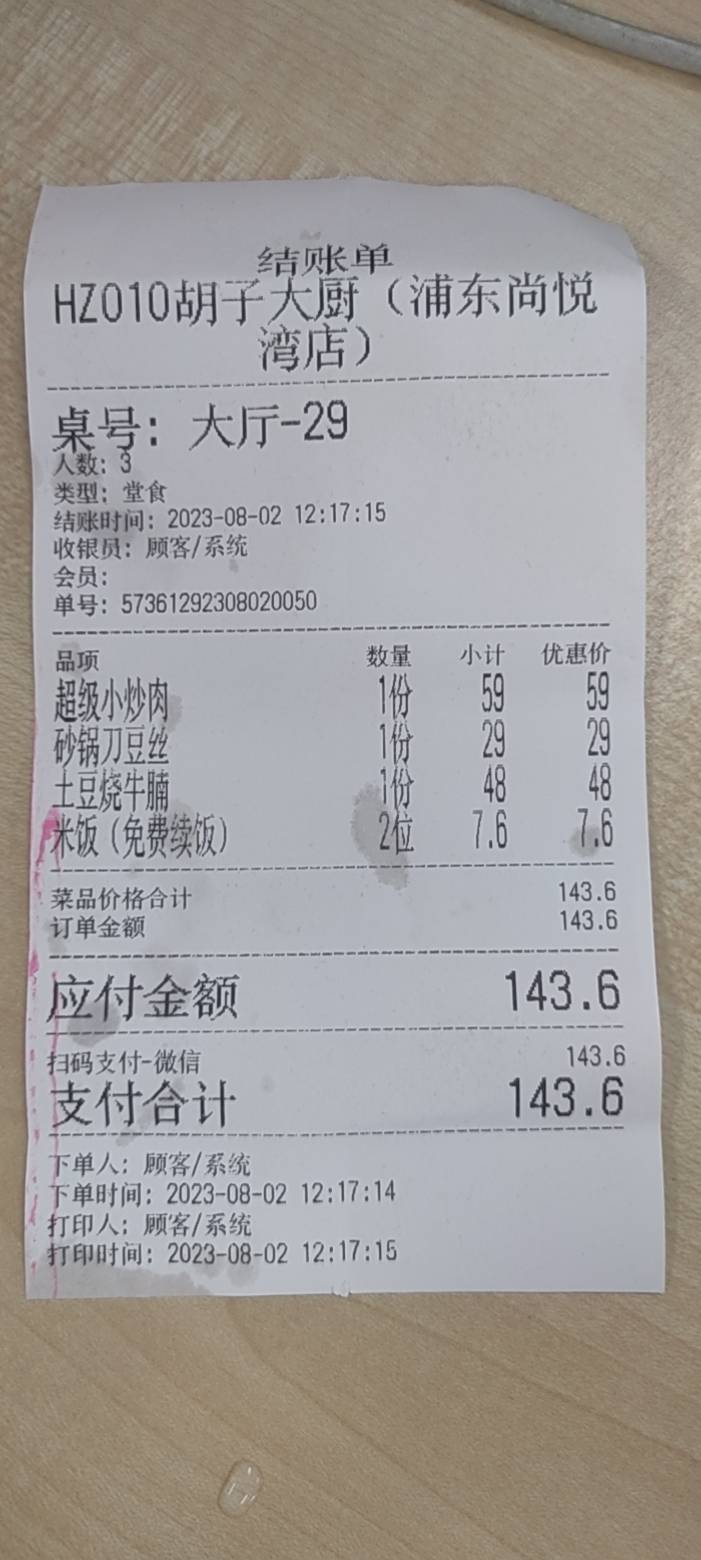 结账单
HZ010胡子大厨（浦东尚悦
湾店）
桌号：大厅-29
人数：3
类型：堂食
结账时间：2023-08-02 12:17:15
收银员：顾客/系统
会员：
单号：57361292308020050
品项 数量 小计 优惠价
超级小炒肉 1份 59 59
砂锅刀豆丝 1份 29 29
土豆烧牛腩 1份 48 48
米饭（免费续饭） 2位 7.6 7.6
菜品价格合计 143.6
订单金额 143.6
应付金额 143.6
扫码支付-微信 143.6
支付合计 143.6
下单人：顾客/系统
下单时间：2023-08-02 12:17:14
打印人：顾客/系统
打印时间：2023-08-02 12:17:15